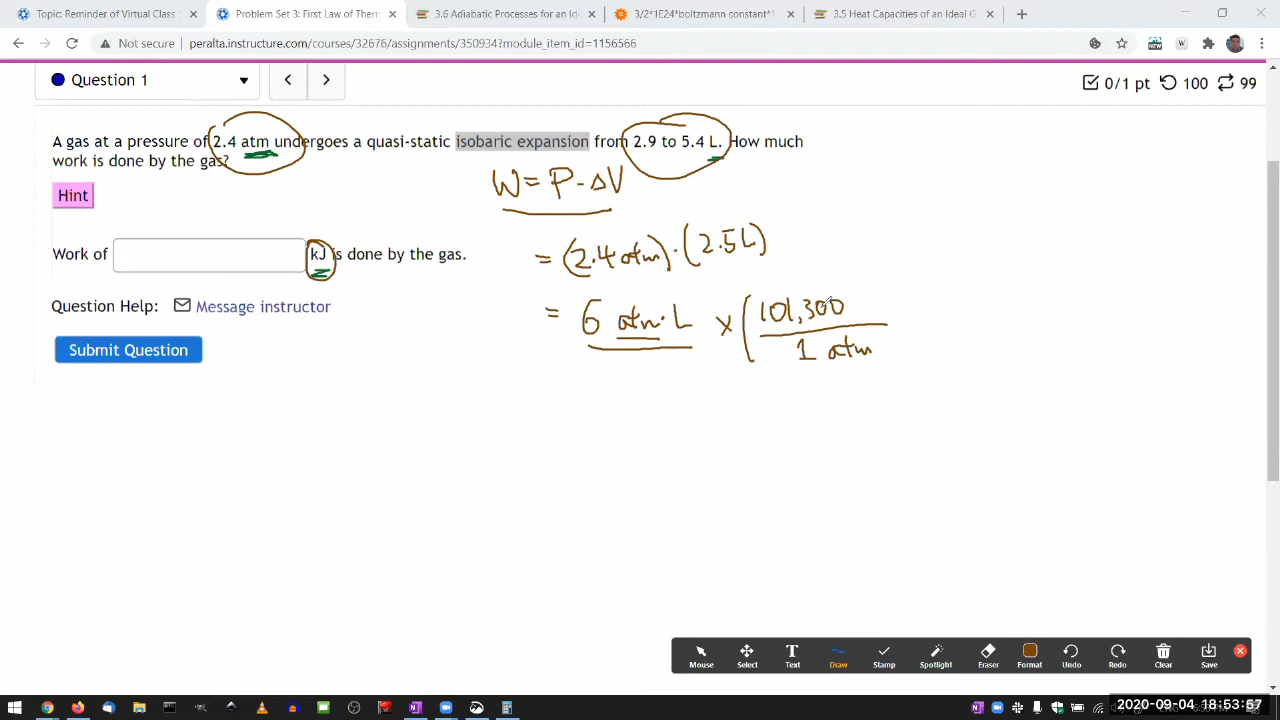 Topic: Reminder of Virtual Class
Problem Set 3: First Law of Therm
3.6 Adiabatic Processes for an Ide
3/2*1E24*boltzmann constant*1
3.5 Heat Capacities of an Ideal G
Not secure | peralta.instructure.com/courses/32676/assignments/350934?module_item_id=1156566
Question 1
0/1 pt 100 99
A gas at a pressure of 2.4 atm undergoes a quasi-static isobaric expansion from 2.9 to 5.4 L. How much
work is done by the gas?
W = P - ΔV
Hint
= (2.4 atm) · (2.5 L)
Work of kJ is done by the gas.
Question Help: Message instructor
= 6 atm · L × ( 101,300
1 atm
Submit Question
Mouse Select Text Draw Stamp Spotlight Eraser Format Undo Redo Clear Save
2020-09-04 18:53:57